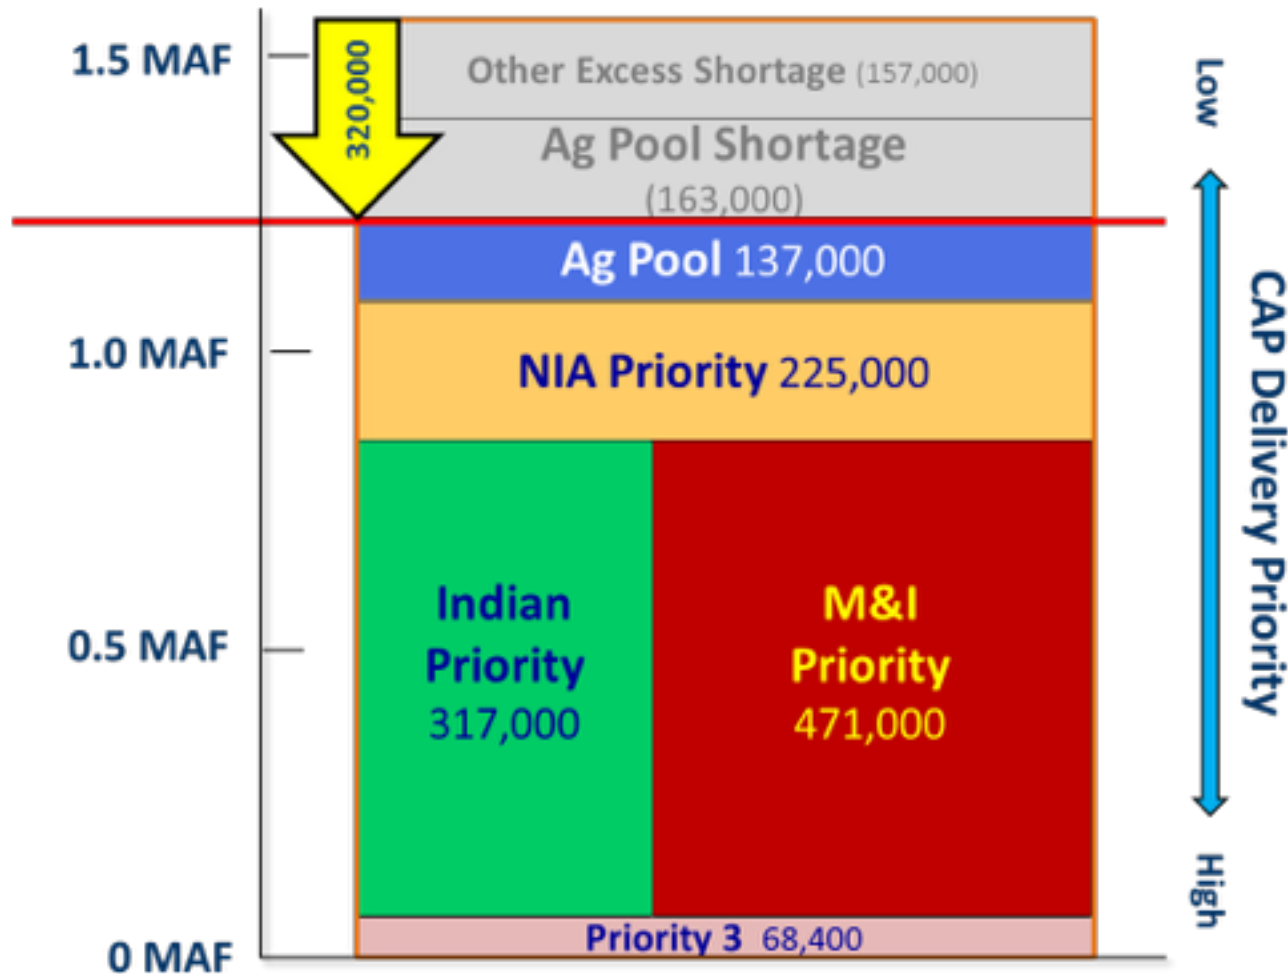 1.5 MAF
320,000
Other Excess Shortage (157,000)
Low
Ag Pool Shortage
(163,000)
Ag Pool 137,000
1.0 MAF
NIA Priority 225,000
CAP Delivery Priority
0.5 MAF
Indian
Priority
317,000
M&I
Priority
471,000
High
Priority 3 68,400
0 MAF